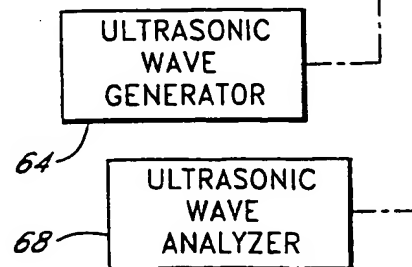 ULTRASONIC
WAVE
GENERATOR
64
ULTRASONIC
WAVE
ANALYZER
68